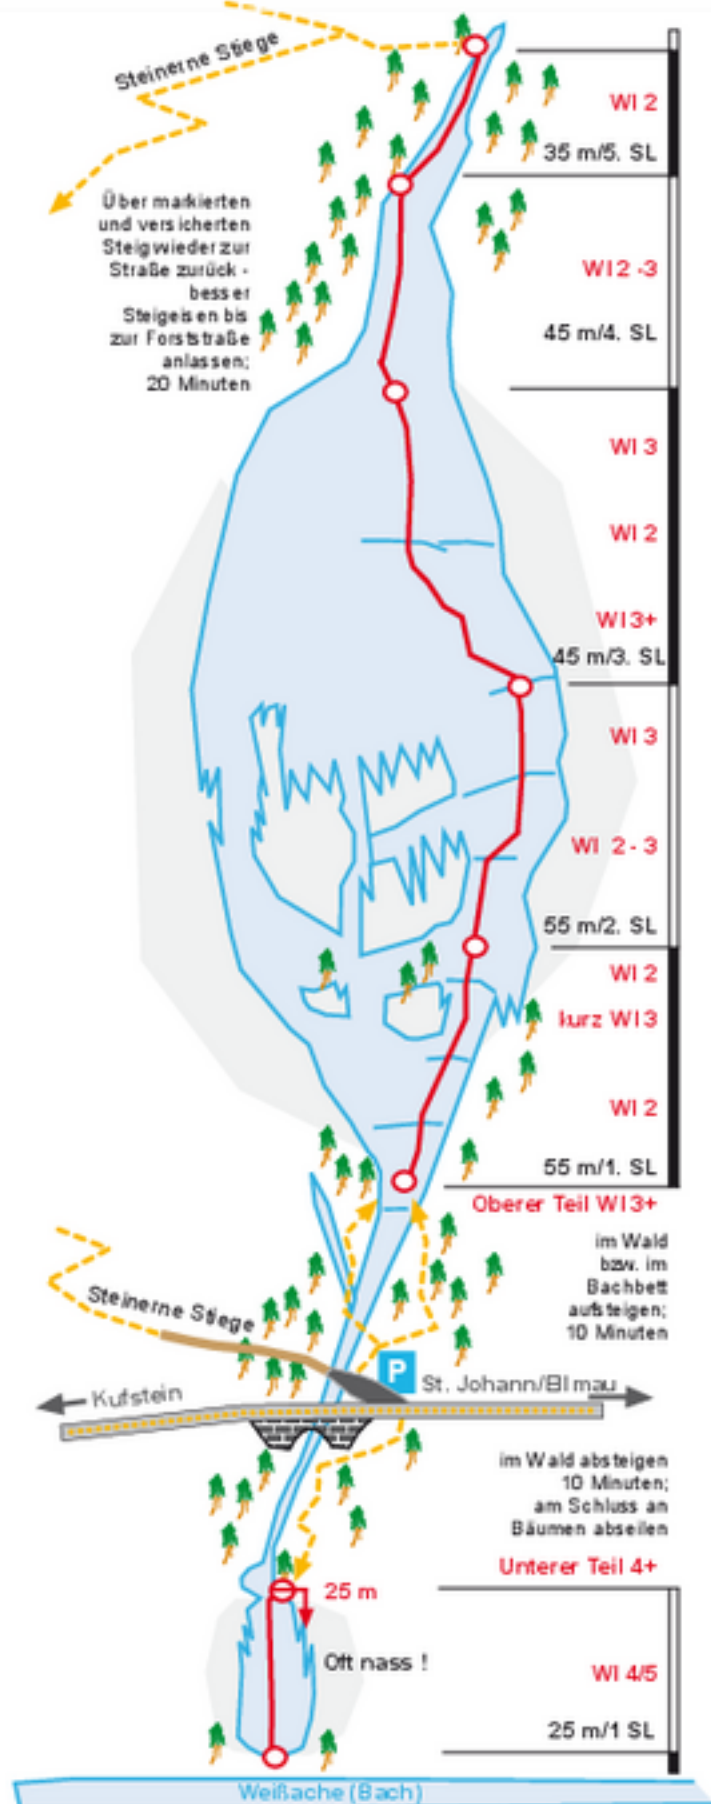 Steinerne Stiege
WI 2
35 m/5. SL
Über markierten
und versicherten
Steig wieder zur
Straße zurück -
besser
Steigeisen bis
zur Forststraße
anlassen;
20 Minuten
WI 2 -3
45 m/4. SL
WI 3
WI 2
WI 3+
45 m/3. SL
WI 3
WI 2 - 3
55 m/2. SL
WI 2
kurz WI 3
WI 2
55 m/1. SL
Oberer Teil WI 3+
im Wald
bzw. im
Bachbett
aufsteigen;
10 Minuten
Steinerne Stiege
P
St. Johann/Ellmau
Kufstein
im Wald absteigen
10 Minuten;
am Schluss an
Bäumen abseilen
Unterer Teil 4+
25 m
Oft nass !
WI 4/5
25 m/1 SL
Weißache (Bach)